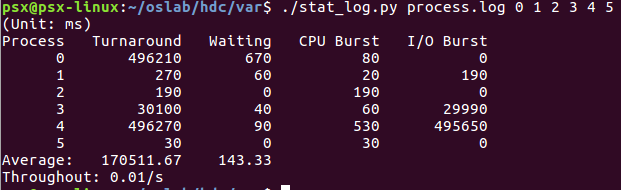 psx@psx-linux:~/oslab/hdc/var$ ./stat_log.py process.log 0 1 2 3 4 5
(Unit: ms)
Process Turnaround Waiting CPU Burst I/O Burst
0 496210 670 80 0
1 270 60 20 190
2 190 0 190 0
3 30100 40 60 29990
4 496270 90 530 495650
5 30 0 30 0
Average: 170511.67 143.33
Throughout: 0.01/s